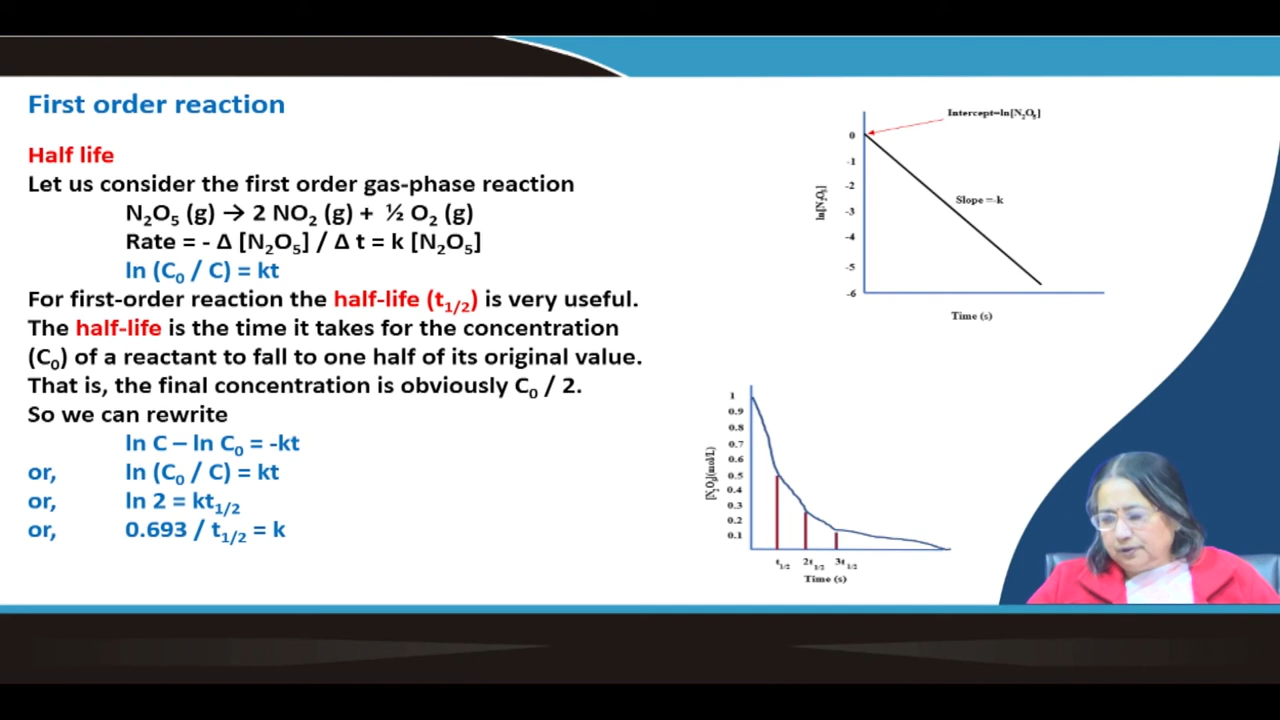 First order reaction
Half life
Let us consider the first order gas-phase reaction
N₂O₅ (g) → 2 NO₂ (g) + ½ O₂ (g)
Rate = - Δ [N₂O₅] / Δ t = k [N₂O₅]
ln (C₀ / C) = kt
For first-order reaction the half-life (t₁/₂) is very useful.
The half-life is the time it takes for the concentration
(C₀) of a reactant to fall to one half of its original value.
That is, the final concentration is obviously C₀ / 2.
So we can rewrite
ln C – ln C₀ = -kt
or, ln (C₀ / C) = kt
or, ln 2 = kt₁/₂
or, 0.693 / t₁/₂ = k
Intercept=ln[N₂O₅]
0
-1
-2
-3
-4
-5
-6
ln[N₂O₅]
Slope =-k
Time (s)
1
0.9
0.8
0.7
0.6
0.5
0.4
0.3
0.2
0.1
[N₂O₅](mol/L)
t₁/₂ 2t₁/₂ 3t₁/₂
Time (s)